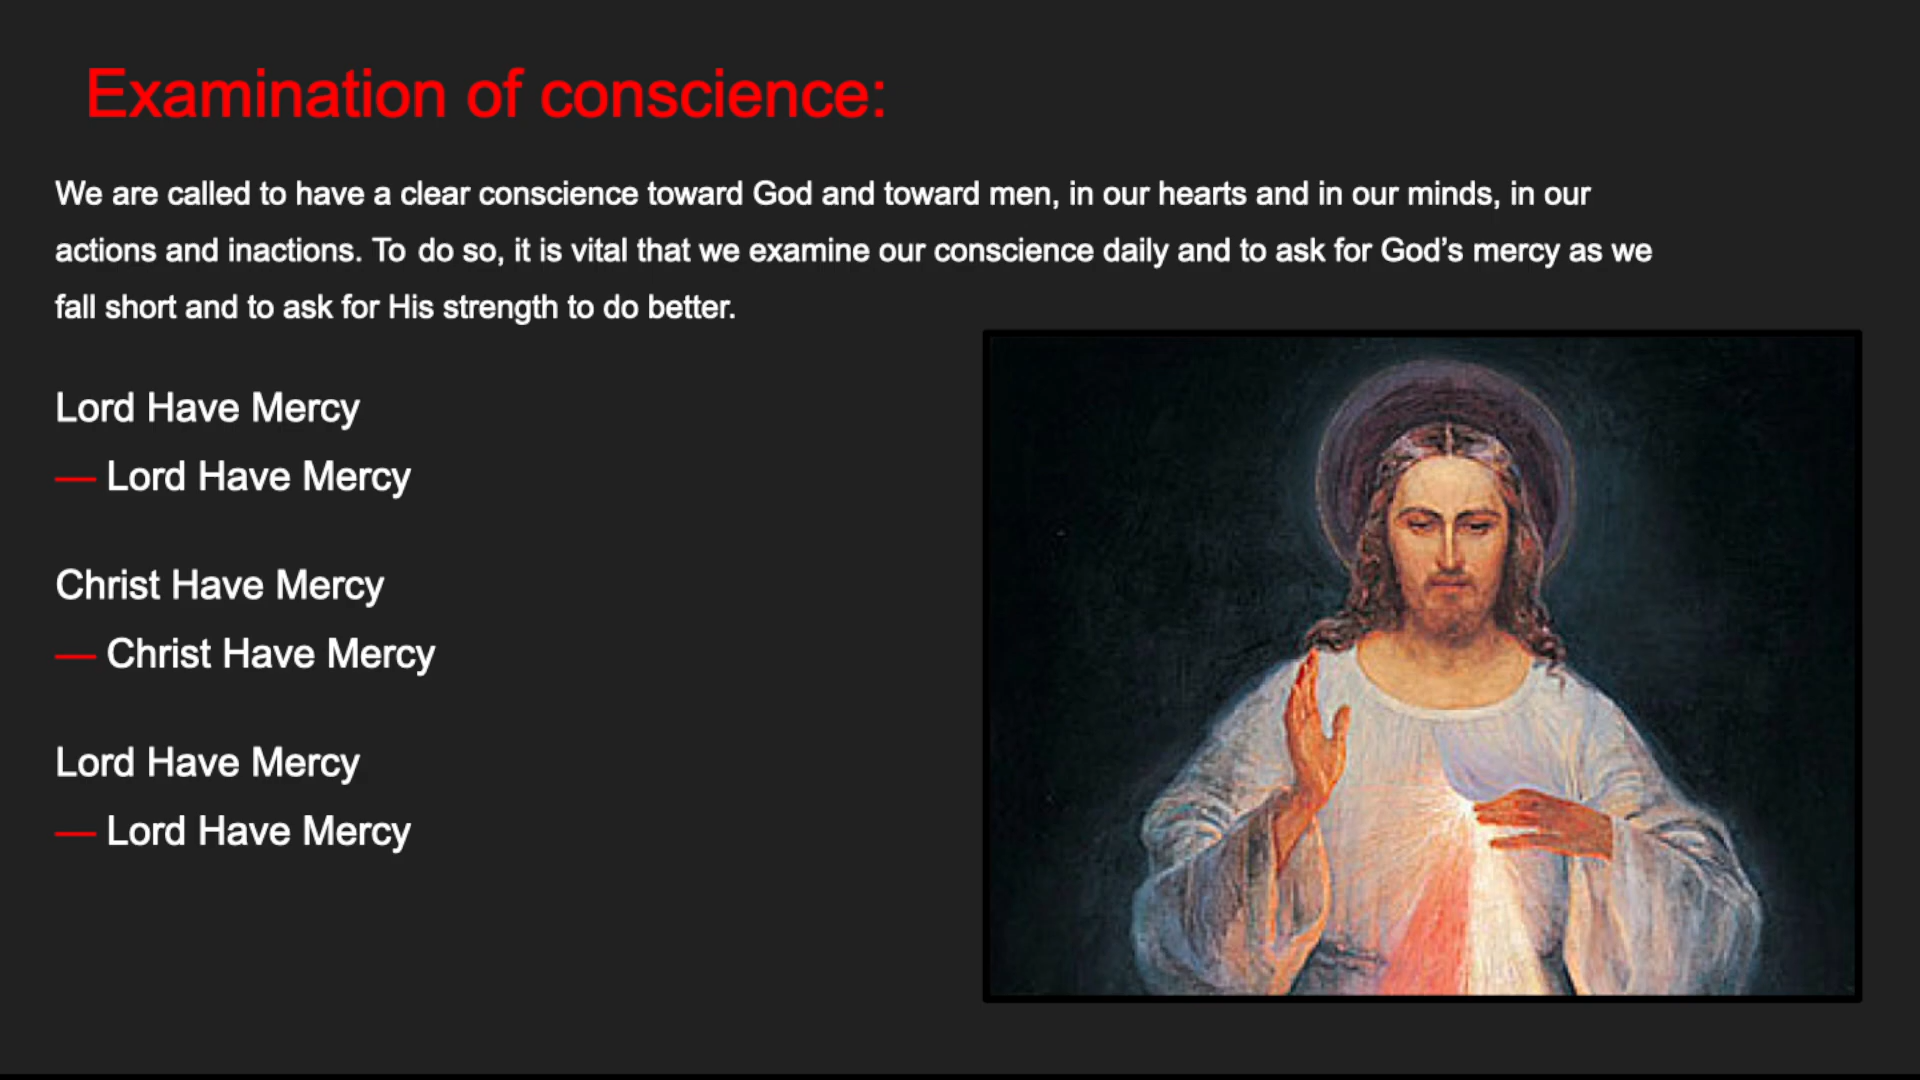 Examination of conscience:
We are called to have a clear conscience toward God and toward men, in our hearts and in our minds, in our
actions and inactions. To do so, it is vital that we examine our conscience daily and to ask for God’s mercy as we
fall short and to ask for His strength to do better.
Lord Have Mercy
— Lord Have Mercy
Christ Have Mercy
— Christ Have Mercy
Lord Have Mercy
— Lord Have Mercy